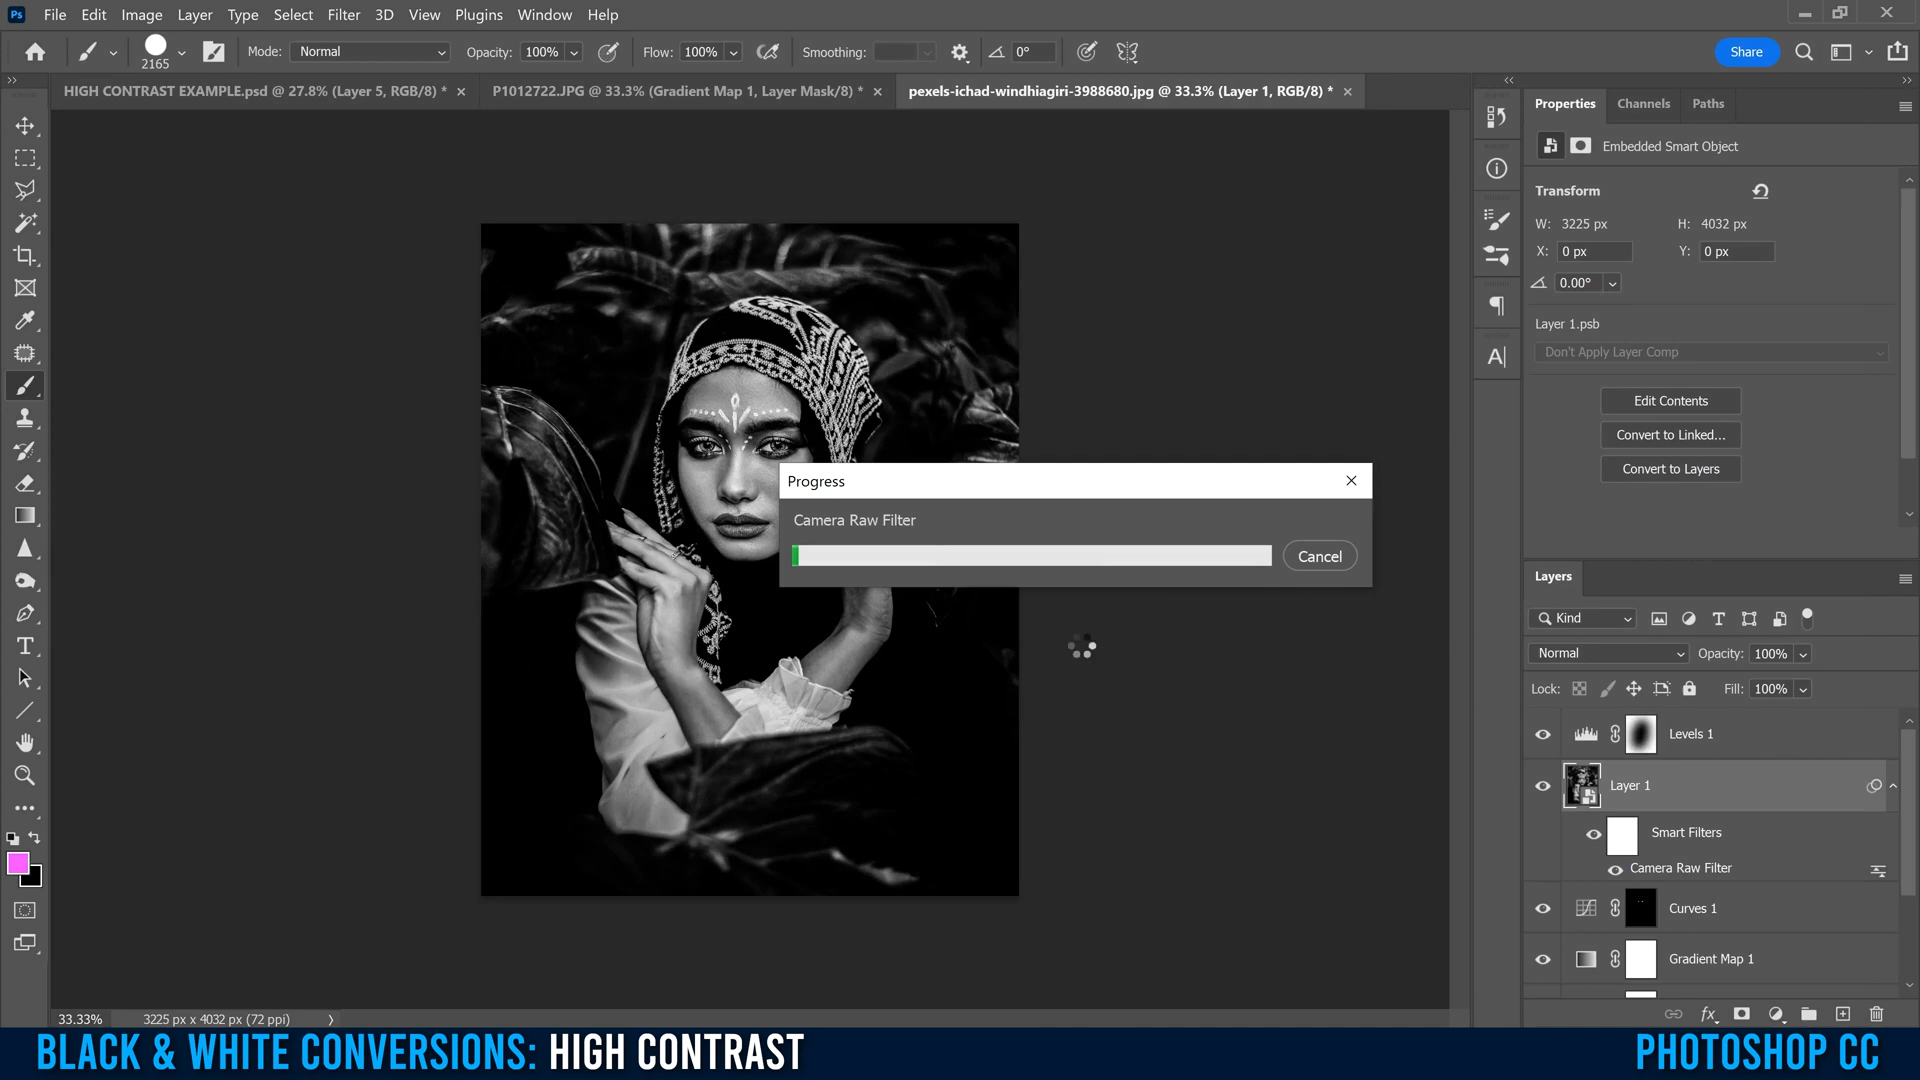 Ps File Edit Image Layer Type Select Filter 3D View Plugins Window Help
2165 Mode: Normal Opacity: 100% Flow: 100% Smoothing: 0° Share
HIGH CONTRAST EXAMPLE.psd @ 27.8% (Layer 5, RGB/8) * P1012722.JPG @ 33.3% (Gradient Map 1, Layer Mask/8) * pexels-ichad-windhiagiri-3988680.jpg @ 33.3% (Layer 1, RGB/8) *
Properties Channels Paths
Embedded Smart Object
Transform
W: 3225 px H: 4032 px
X: 0 px Y: 0 px
0.00°
Layer 1.psb
Don't Apply Layer Comp
Edit Contents
Convert to Linked...
Convert to Layers
Progress
Camera Raw Filter
Cancel
Layers
Kind
Normal Opacity: 100%
Lock: Fill: 100%
Levels 1
Layer 1
Smart Filters
Camera Raw Filter
Curves 1
Gradient Map 1
33.33% 3225 px x 4032 px (72 ppi)
BLACK & WHITE CONVERSIONS: HIGH CONTRAST
PHOTOSHOP CC